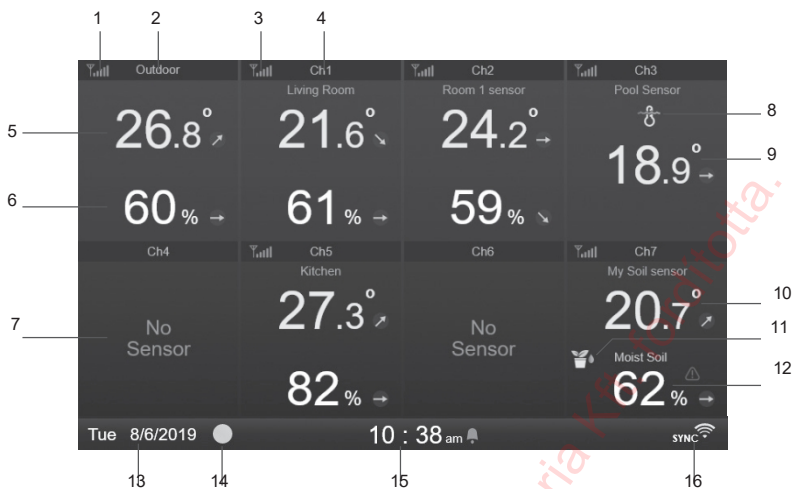 1 2 3 4
Outdoor Ch1 Ch2 Ch3
Living Room Room 1 sensor Pool Sensor
26.8° 21.6° 24.2° 18.9°
60 % 61 % 59 %
5
6
8
9
Ch4 Ch5 Ch6 Ch7
Kitchen My Soil sensor
No Sensor 27.3° No Sensor 20.7°
Moist Soil
82 % 62 %
7
10
11
12
Tue 8/6/2019 10 : 38 am SYNC
13 14 15 16